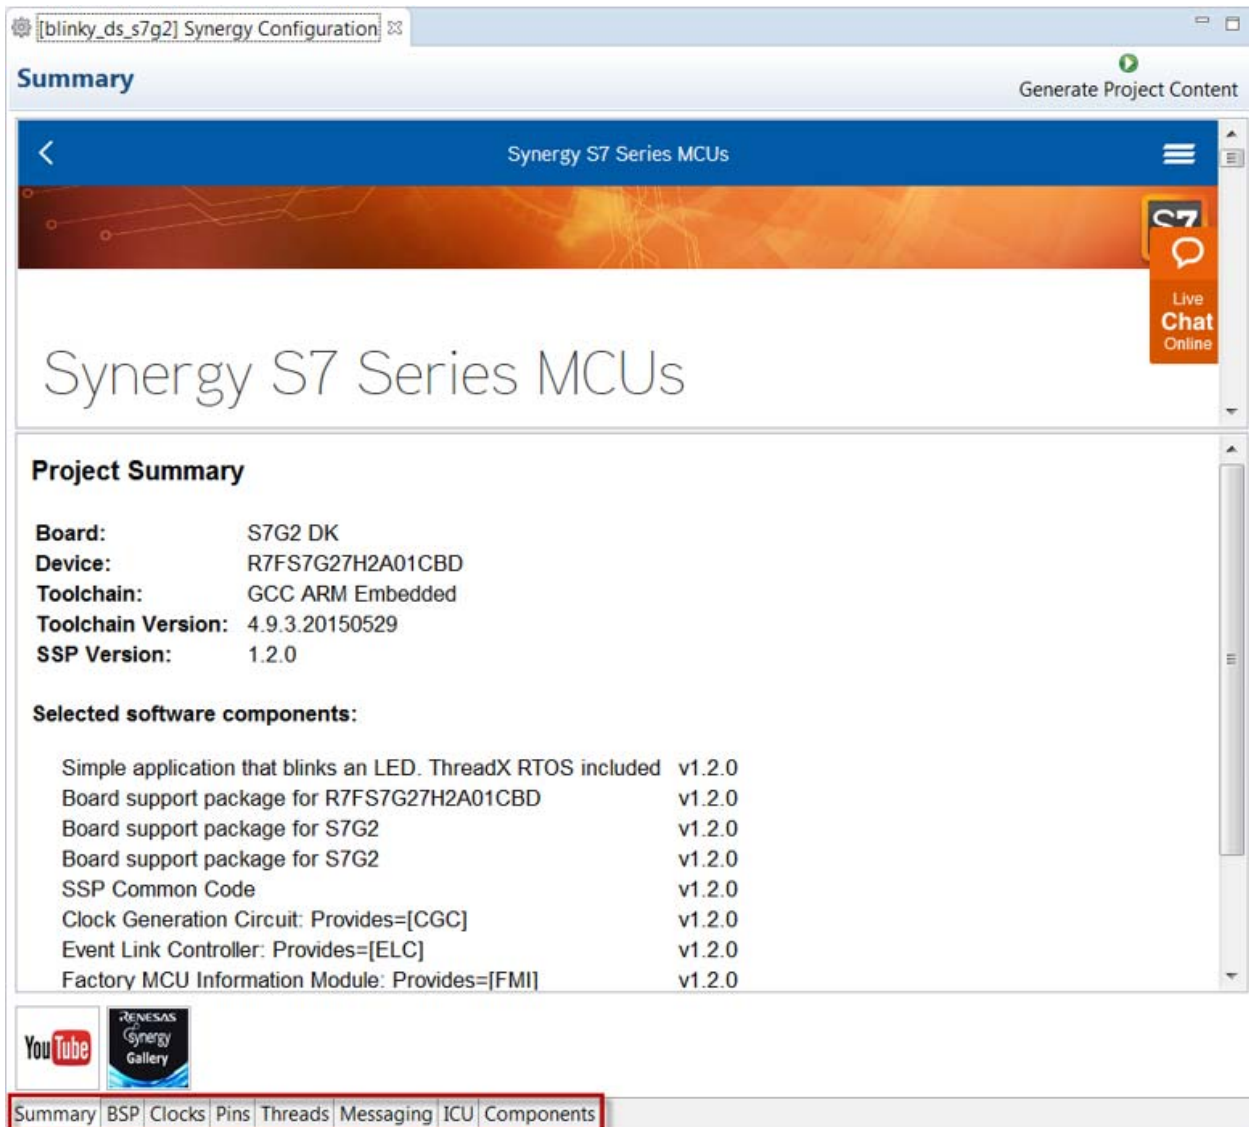 [blinky_ds_s7g2] Synergy Configuration
Summary
Generate Project Content
Synergy S7 Series MCUs
S7
Live
Chat
Online
Synergy S7 Series MCUs
Project Summary
Board: S7G2 DK
Device: R7FS7G27H2A01CBD
Toolchain: GCC ARM Embedded
Toolchain Version: 4.9.3.20150529
SSP Version: 1.2.0
Selected software components:
Simple application that blinks an LED. ThreadX RTOS included v1.2.0
Board support package for R7FS7G27H2A01CBD v1.2.0
Board support package for S7G2 v1.2.0
Board support package for S7G2 v1.2.0
SSP Common Code v1.2.0
Clock Generation Circuit: Provides=[CGC] v1.2.0
Event Link Controller: Provides=[ELC] v1.2.0
Factory MCU Information Module: Provides=[FMI] v1.2.0
YouTube
RENESAS
Synergy
Gallery
Summary BSP Clocks Pins Threads Messaging ICU Components